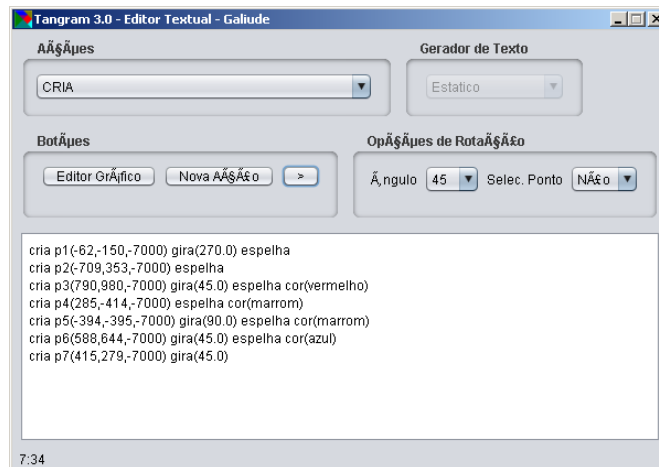 Tangram 3.0 - Editor Textual - Galiude
AÃ§Ãµes
Gerador de Texto
CRIA
Estatico
BotÃµes
OpÃ§Ãµes de RotaÃ§Ã£o
Editor GrÃ¡fico
Nova AÃ§Ã£o
>
Ã‚ngulo
45
Selec. Ponto
NÃ£o
cria p1(-62,-150,-7000) gira(270.0) espelha
cria p2(-709,353,-7000) espelha
cria p3(790,980,-7000) gira(45.0) espelha cor(vermelho)
cria p4(285,-414,-7000) espelha cor(marrom)
cria p5(-394,-395,-7000) gira(90.0) espelha cor(marrom)
cria p6(588,644,-7000) gira(45.0) espelha cor(azul)
cria p7(415,279,-7000) gira(45.0)
7:34